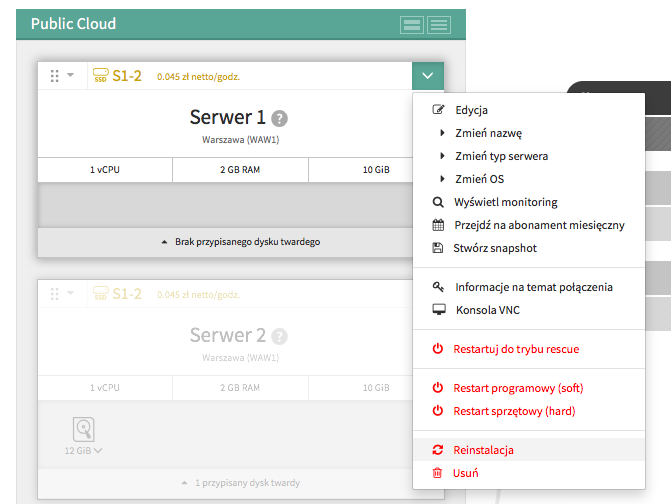 Public Cloud
SSD S1-2 0.045 zł netto/godz.
Serwer 1 ?
Warszawa (WAW1)
1 vCPU 2 GB RAM 10 GiB
Brak przypisanego dysku twardego
SSD S1-2 0.045 zł netto/godz.
Serwer 2 ?
Warszawa (WAW1)
1 vCPU 2 GB RAM
12 GiB
1 przypisany dysk twardy
Edycja
Zmień nazwę
Zmień typ serwera
Zmień OS
Wyświetl monitoring
Przejdź na abonament miesięczny
Stwórz snapshot
Informacje na temat połączenia
Konsola VNC
Restartuj do trybu rescue
Restart programowy (soft)
Restart sprzętowy (hard)
Reinstalacja
Usuń